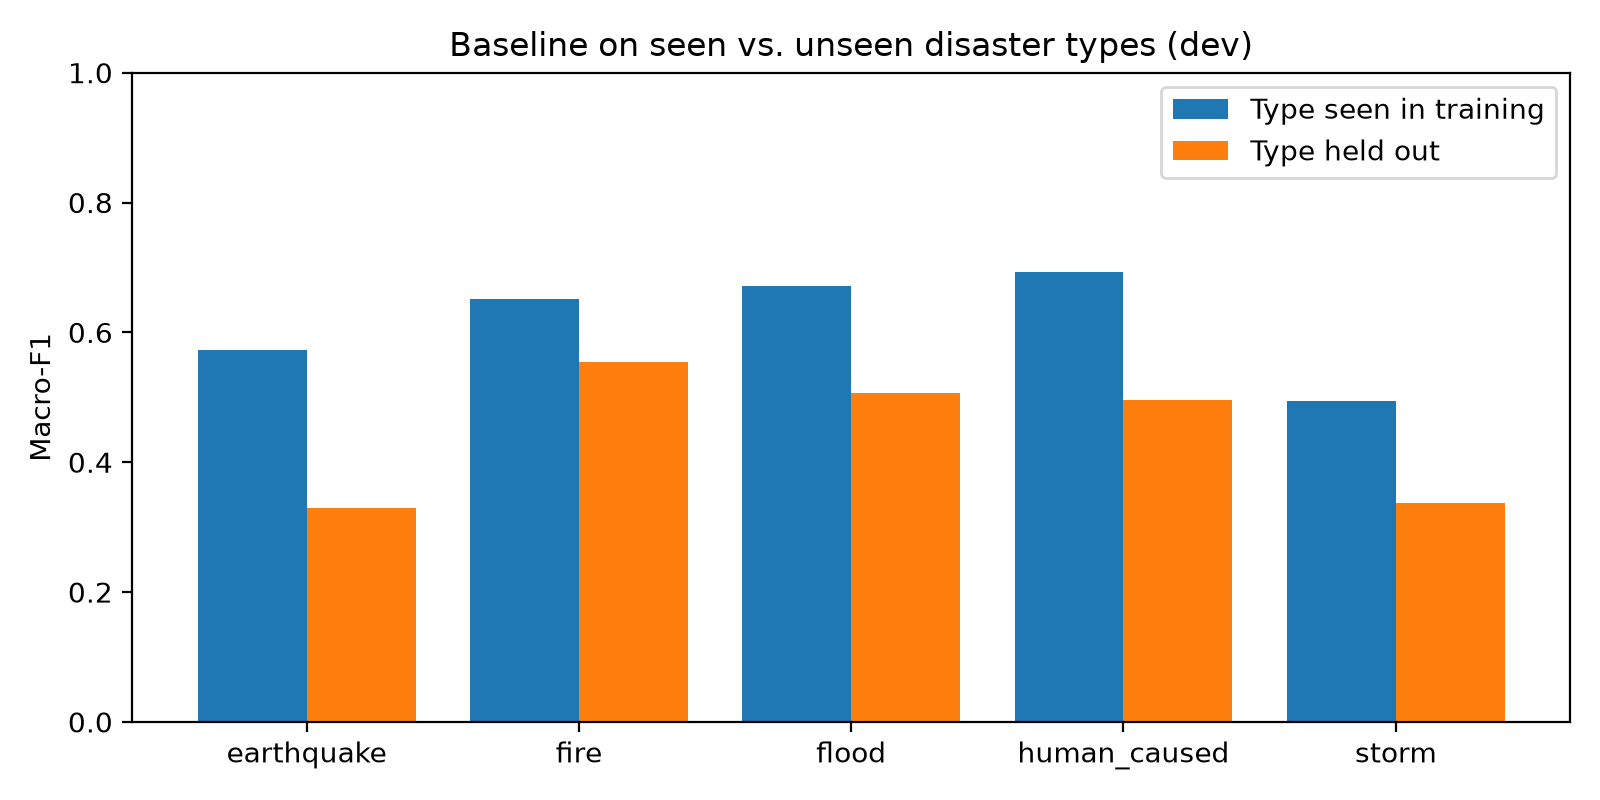 Baseline on seen vs. unseen disaster types (dev)
Type seen in training
Type held out
Macro-F1
1.0
0.8
0.6
0.4
0.2
0.0
earthquake
fire
flood
human_caused
storm